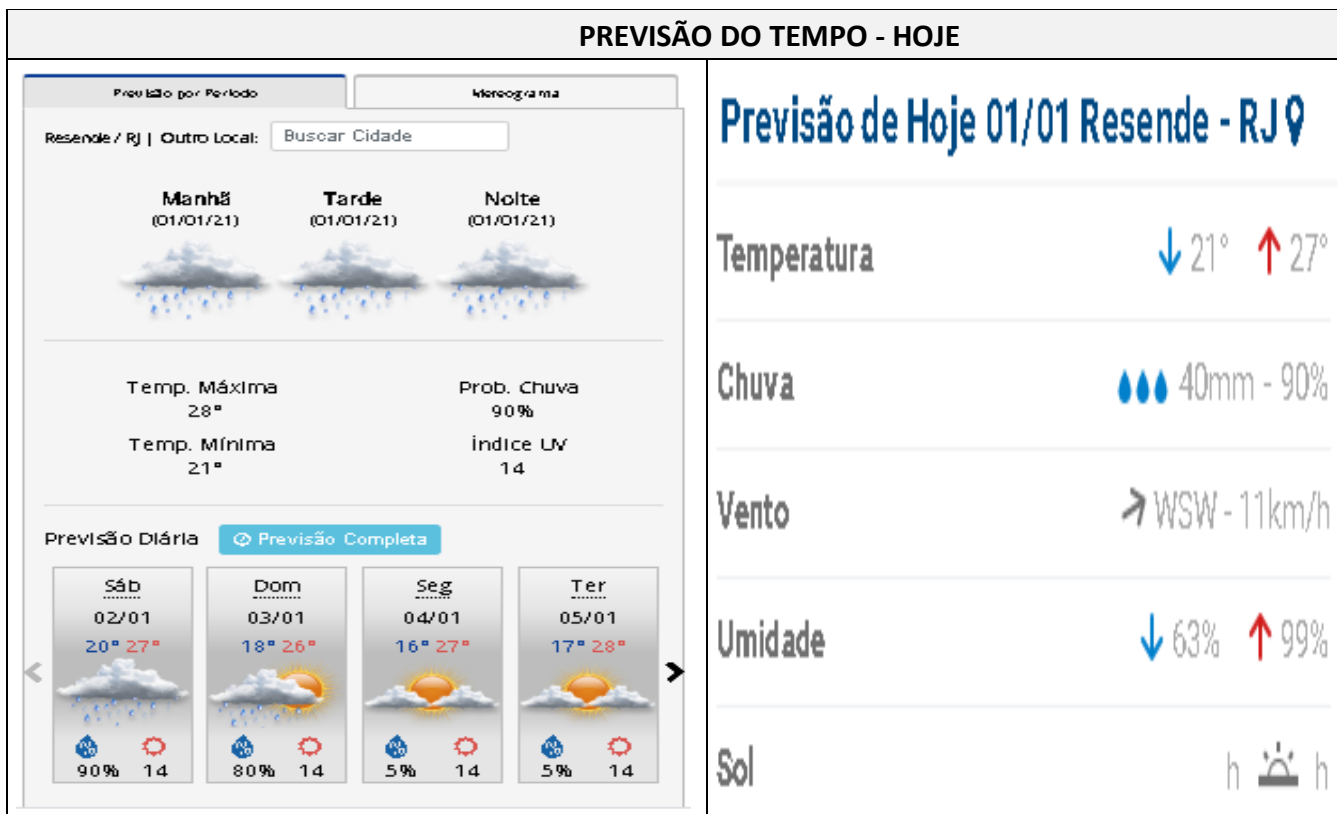 PREVISÃO DO TEMPO - HOJE
Previsão por Período
Meteograma
Resende / RJ | Outro Local: Buscar Cidade
Manhã Tarde Noite
(01/01/21) (01/01/21) (01/01/21)
Temp. Máxima Prob. Chuva
28° 90%
Temp. Mínima Índice UV
21° 14
Previsão Diária Previsão Completa
Sáb Dom Seg Ter
02/01 03/01 04/01 05/01
20° 27° 18° 26° 16° 27° 17° 28°
< >
90% 14 80% 14 5% 14 5% 14
Previsão de Hoje 01/01 Resende - RJ
Temperatura ↓ 21° ↑ 27°
Chuva 40mm - 90%
Vento WSW - 11km/h
Umidade ↓ 63% ↑ 99%
Sol h h